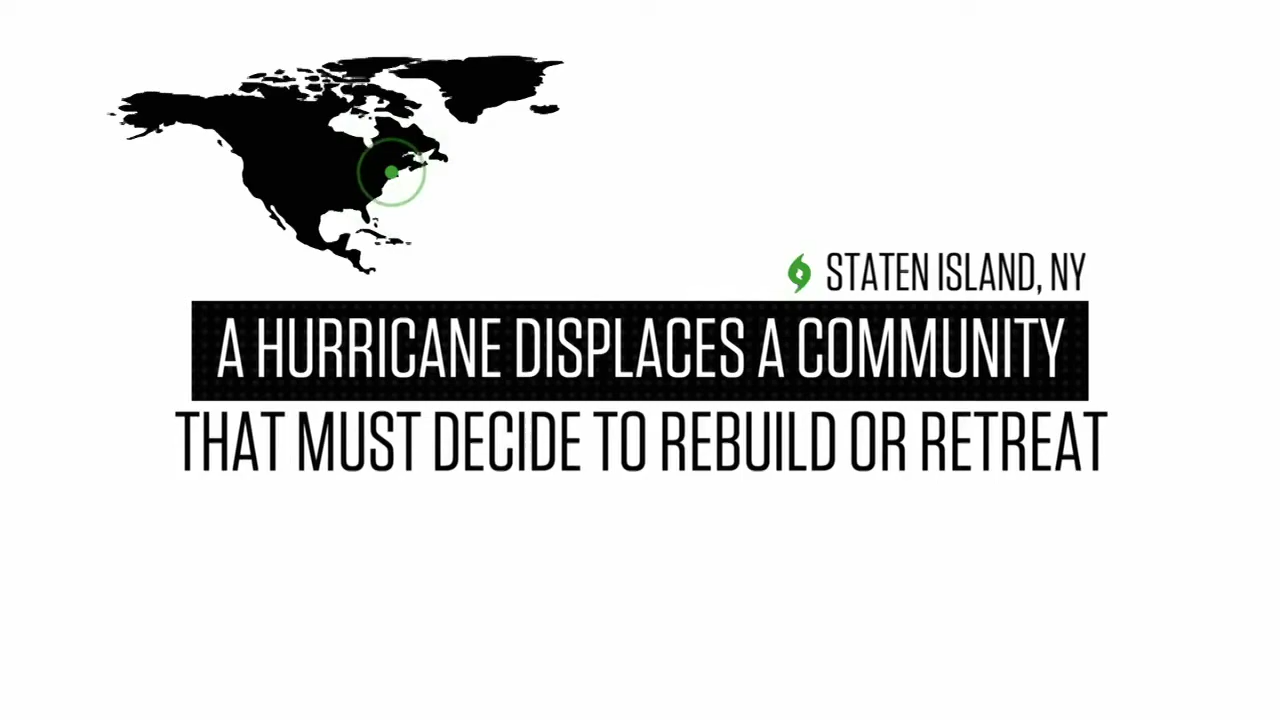 STATEN ISLAND, NY
A HURRICANE DISPLACES A COMMUNITY
THAT MUST DECIDE TO REBUILD OR RETREAT